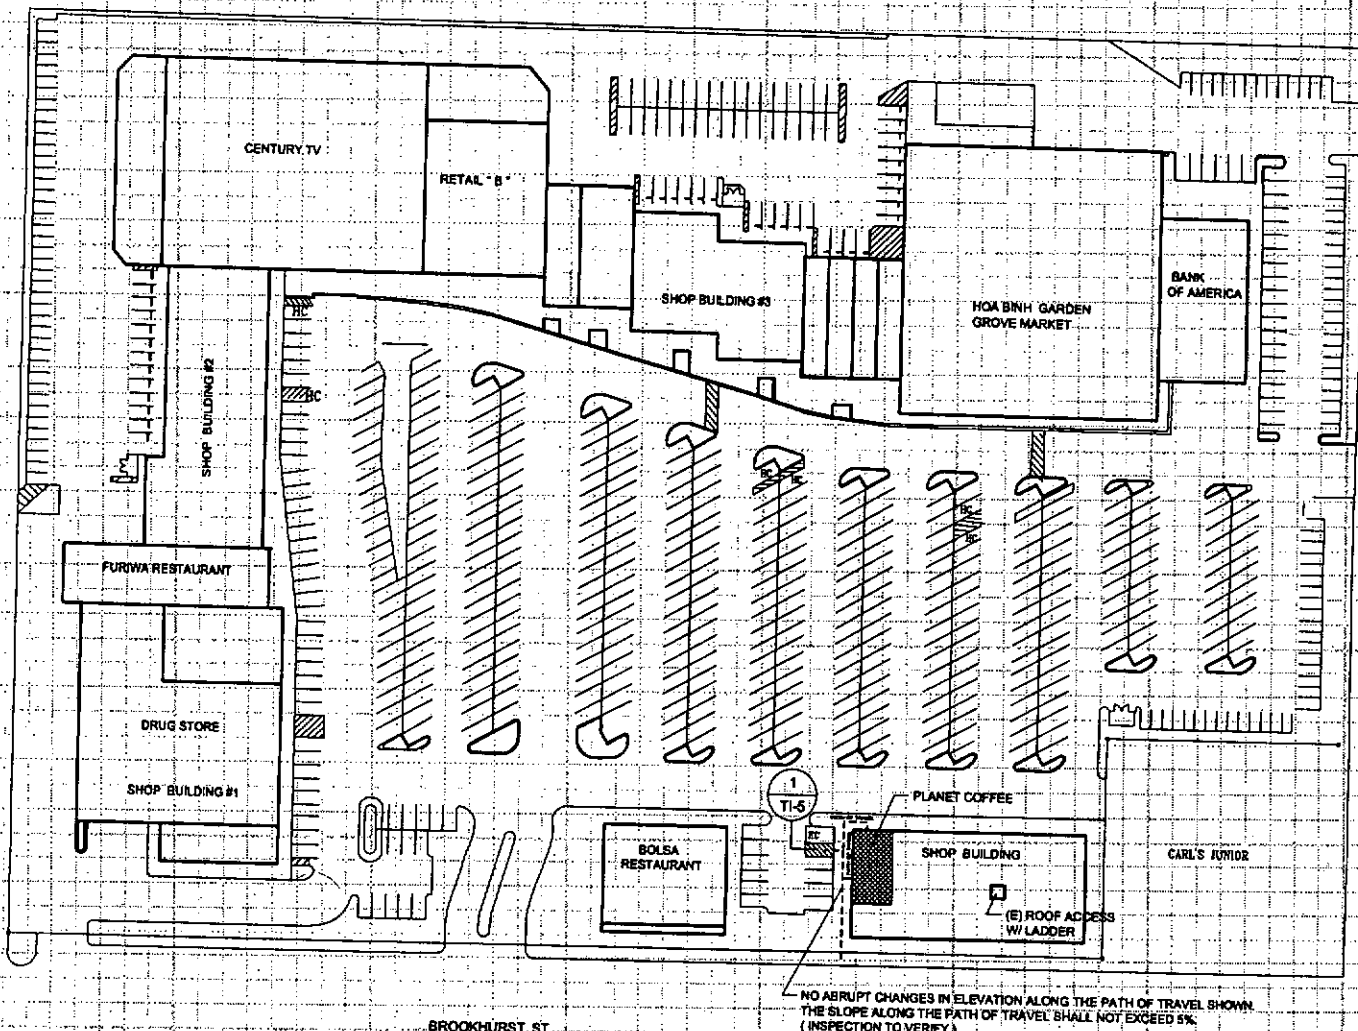 CENTURY TV
RETAIL "B"
SHOP BUILDING #3
HOA BINH GARDEN
GROVE MARKET
BANK
OF AMERICA
HC
HC
SHOP BUILDING #2
HC
HC
HC
HC
FURIWA RESTAURANT
DRUG STORE
SHOP BUILDING #1
1
TI-5
PLANET COFFEE
HC
BOLSA
RESTAURANT
SHOP BUILDING
CARL'S JUNIOR
(E) ROOF ACCESS
W/ LADDER
NO ABRUPT CHANGES IN ELEVATION ALONG THE PATH OF TRAVEL SHOWN.
THE SLOPE ALONG THE PATH OF TRAVEL SHALL NOT EXCEED 5%
( INSPECTION TO VERIFY )
BROOKHURST ST